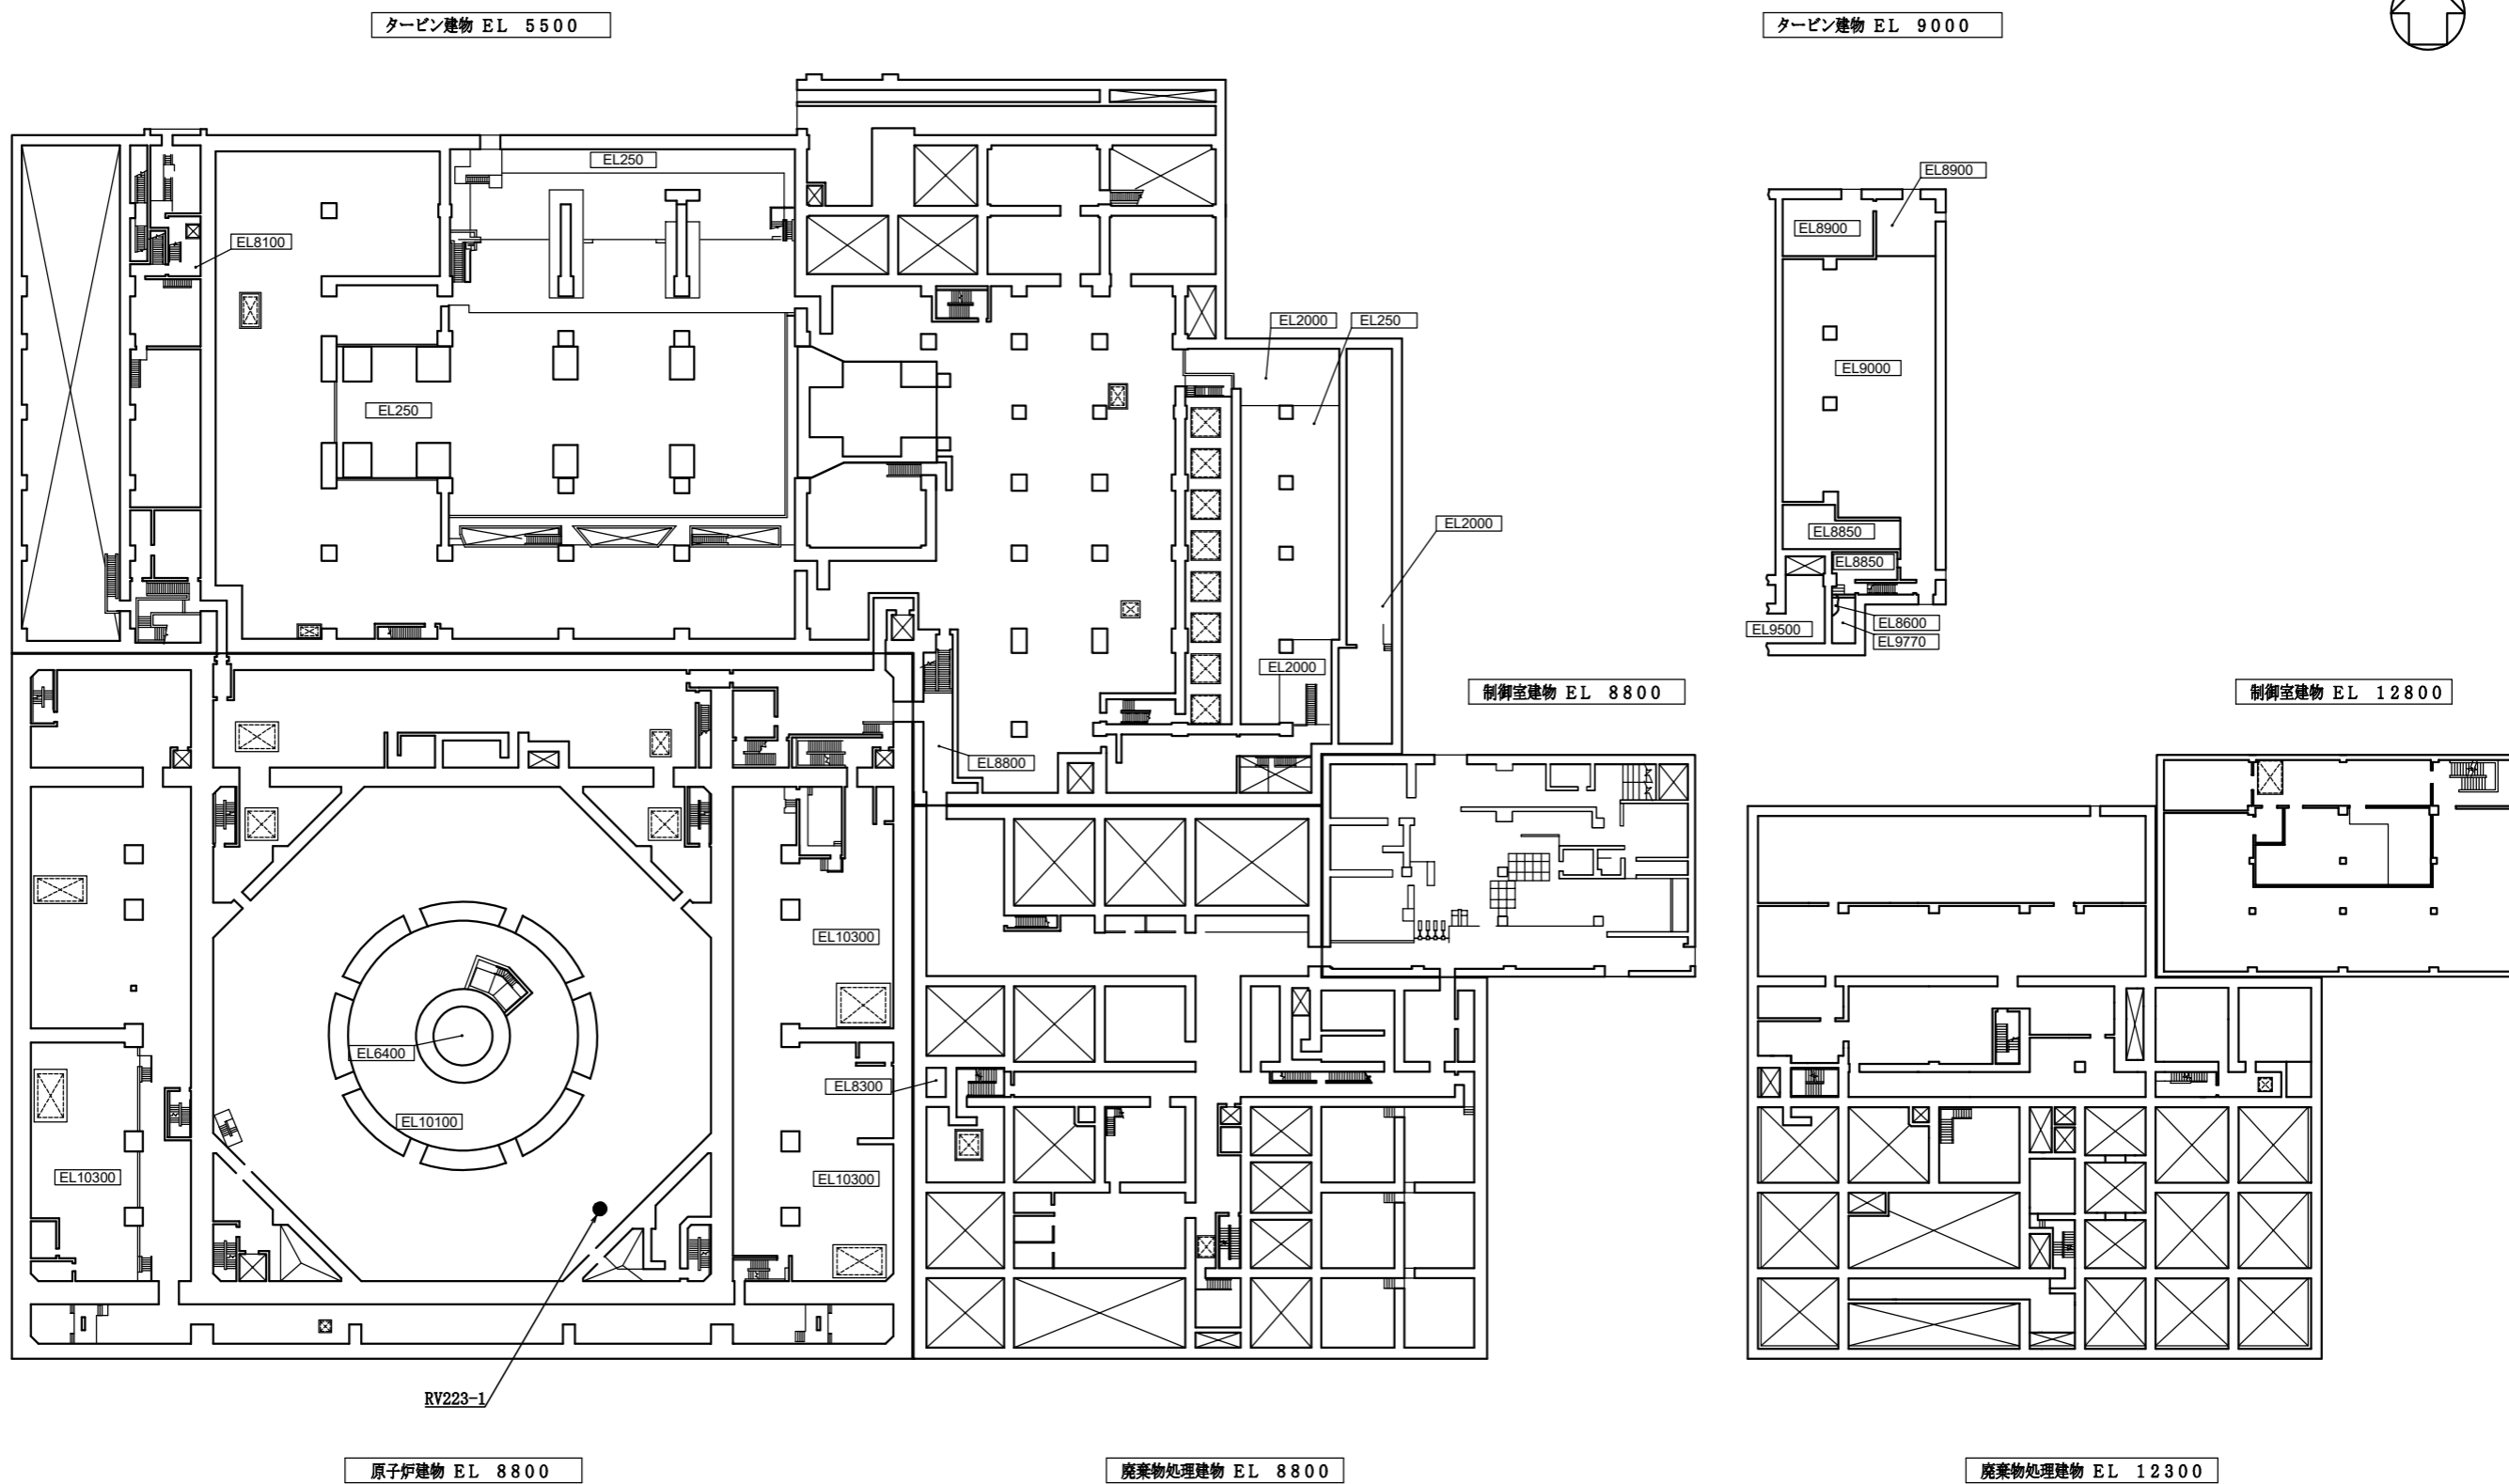 タービン建物 EL 5500
タービン建物 EL 9000
EL250
EL8900
EL8900
EL8100
EL2000
EL250
EL9000
EL250
EL2000
EL8850
EL8850
EL8600
EL9500
EL9770
EL2000
制御室建物 EL 8800
制御室建物 EL 12800
EL8800
EL10300
EL6400
EL8300
EL10100
EL10300
EL10300
RV223-1
原子炉建物 EL 8800
廃棄物処理建物 EL 8800
廃棄物処理建物 EL 12300